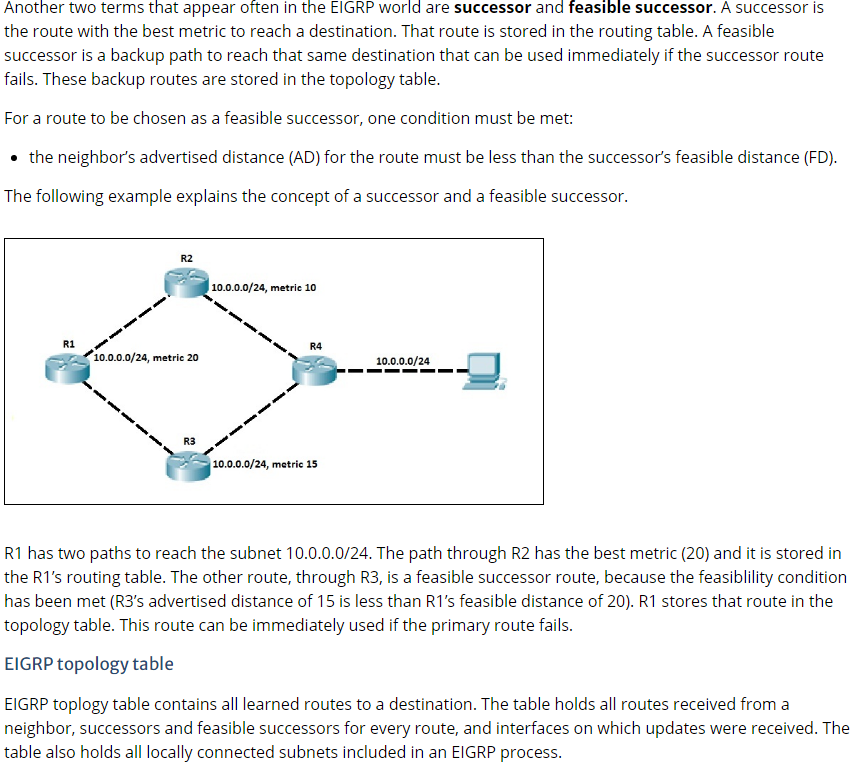 Another two terms that appear often in the EIGRP world are successor and feasible successor. A successor is
the route with the best metric to reach a destination. That route is stored in the routing table. A feasible
successor is a backup path to reach that same destination that can be used immediately if the successor route
fails. These backup routes are stored in the topology table.
For a route to be chosen as a feasible successor, one condition must be met:
• the neighbor's advertised distance (AD) for the route must be less than the successor's feasible distance (FD).
The following example explains the concept of a successor and a feasible successor.
R2
10.0.0.0/24, metric 10
R1
10.0.0.0/24, metric 20
R4
10.0.0.0/24
R3
10.0.0.0/24, metric 15
R1 has two paths to reach the subnet 10.0.0.0/24. The path through R2 has the best metric (20) and it is stored in
the R1's routing table. The other route, through R3, is a feasible successor route, because the feasiblility condition
has been met (R3's advertised distance of 15 is less than R1's feasible distance of 20). R1 stores that route in the
topology table. This route can be immediately used if the primary route fails.
EIGRP topology table
EIGRP toplogy table contains all learned routes to a destination. The table holds all routes received from a
neighbor, successors and feasible successors for every route, and interfaces on which updates were received. The
table also holds all locally connected subnets included in an EIGRP process.